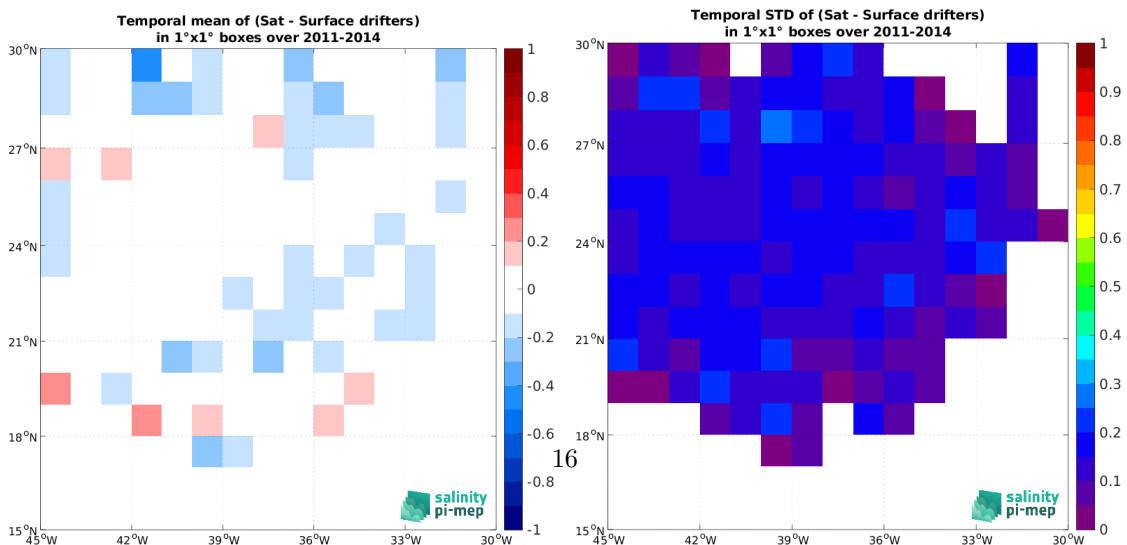 Temporal mean of (Sat - Surface drifters)
in 1°x1° boxes over 2011-2014
30°N
27°N
24°N
21°N
18°N
15°N
45°W
42°W
39°W
36°W
33°W
30°W
1
0.8
0.6
0.4
0.2
0
-0.2
-0.4
-0.6
-0.8
-1
salinity
pi-mep
16
Temporal STD of (Sat - Surface drifters)
in 1°x1° boxes over 2011-2014
30°N
27°N
24°N
21°N
18°N
15°N
45°W
42°W
39°W
36°W
33°W
30°W
1
0.9
0.8
0.7
0.6
0.5
0.4
0.3
0.2
0.1
0
salinity
pi-mep